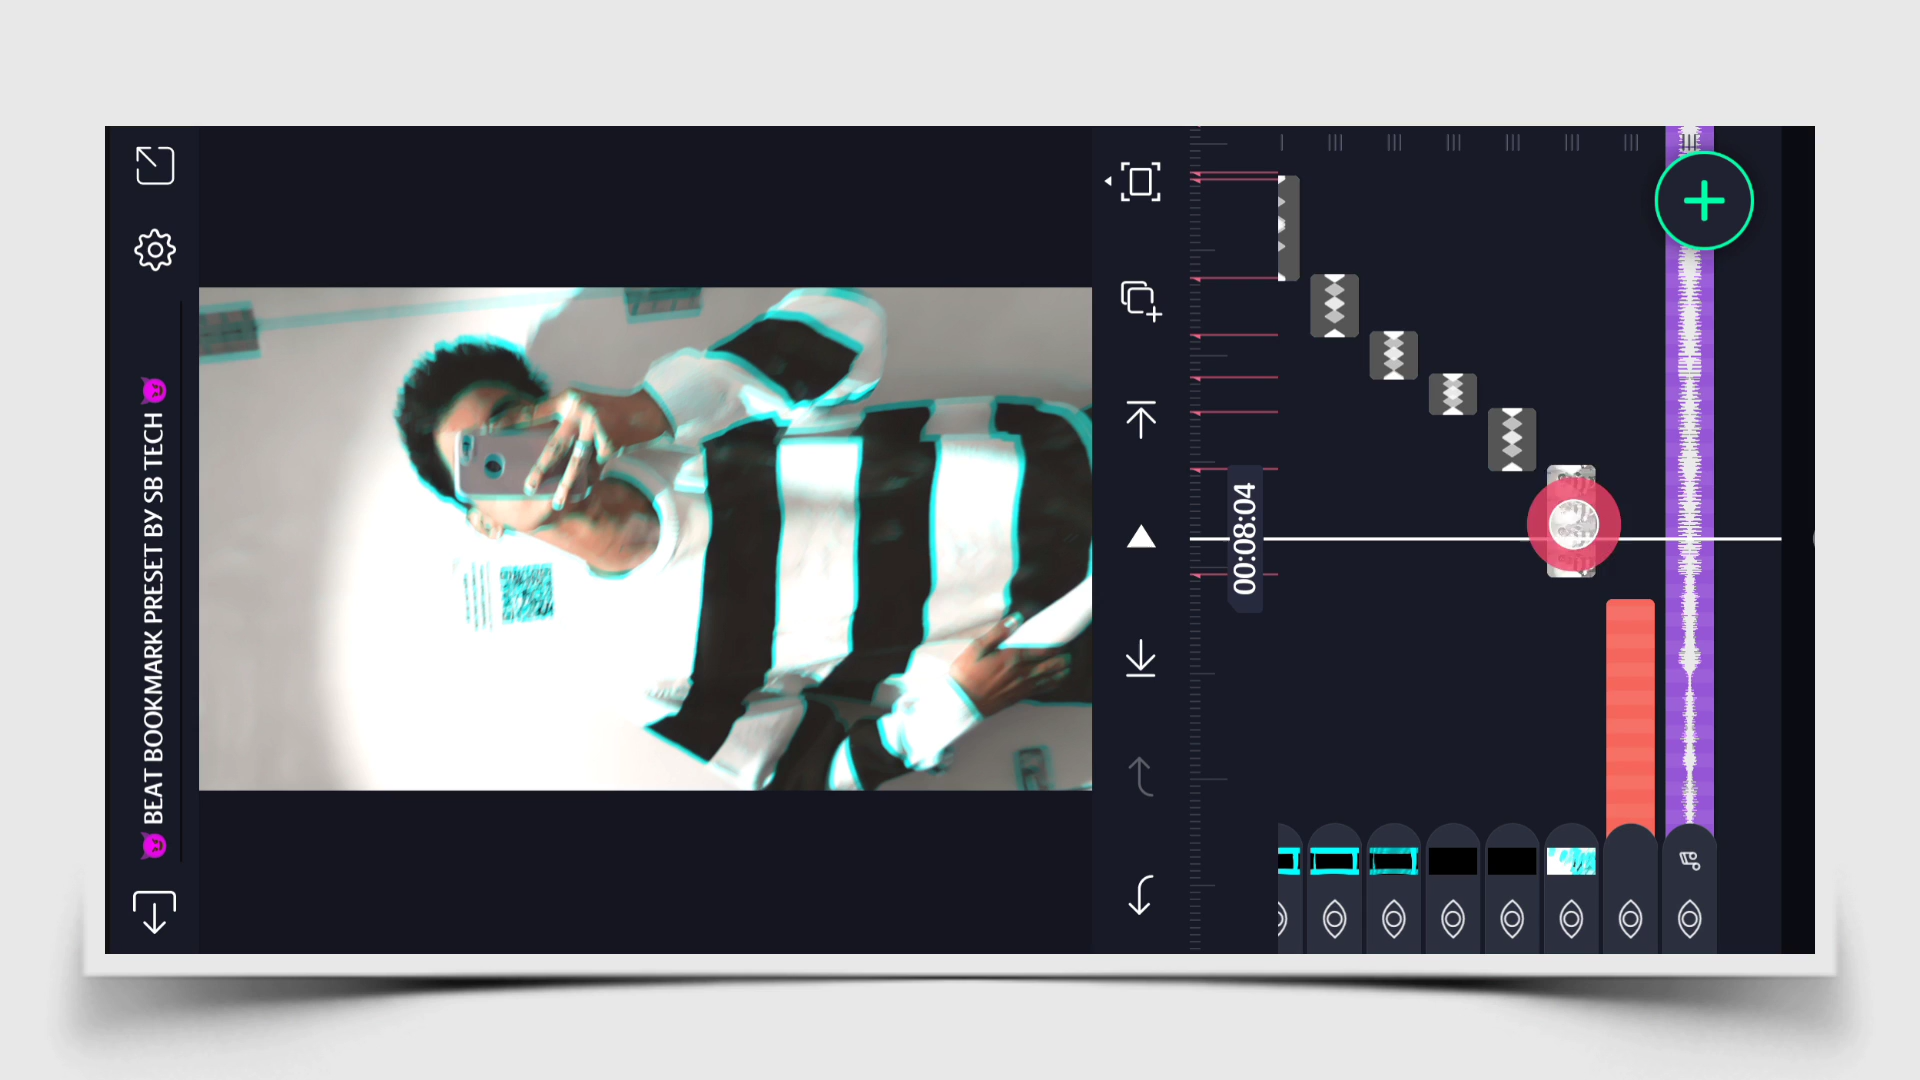 😈 BEAT BOOKMARK PRESET BY SB TECH 😈
00:08:04